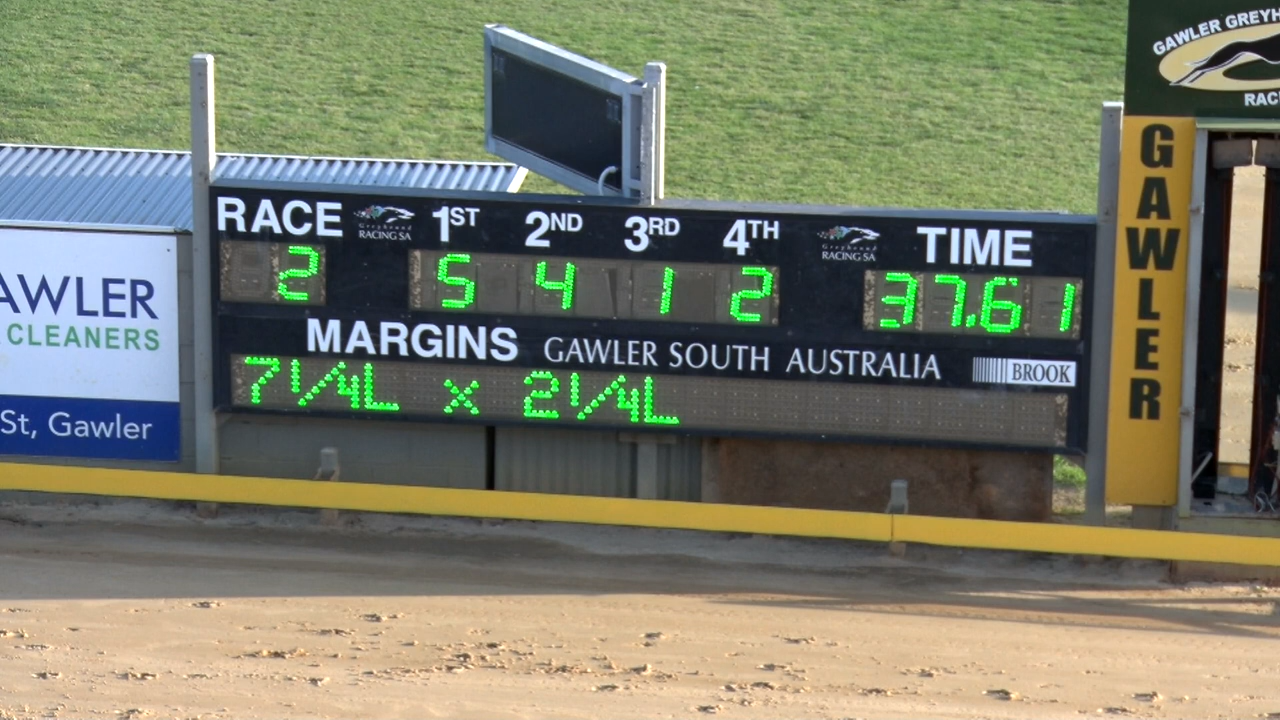 GAWLER GREYH
RAC
GAWLER
RACE Greyhound RACING SA 1ST 2ND 3RD 4TH Greyhound RACING SA TIME
2 5 4 1 2 37.61
MARGINS GAWLER SOUTH AUSTRALIA BROOK
7 1/4L x 2 1/4L
AWLER
CLEANERS
St, Gawler